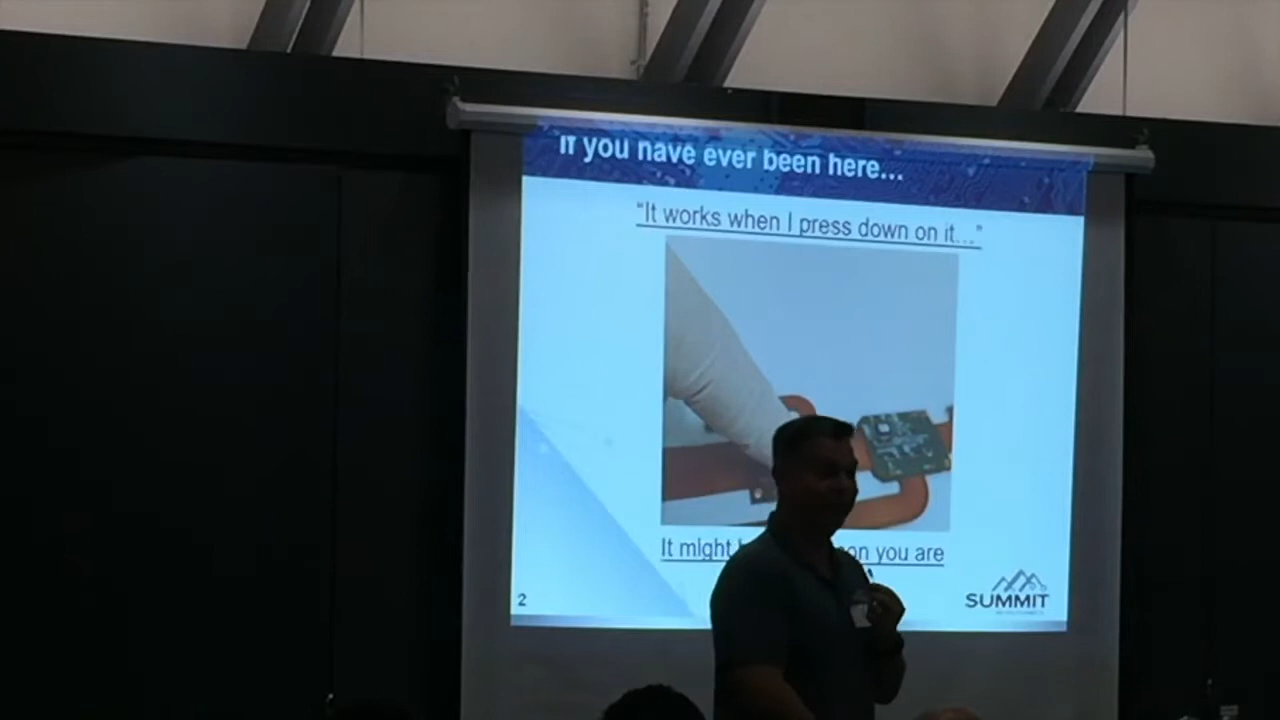 If you have ever been here...
“It works when I press down on it...”
It might
on you are
2
SUMMIT